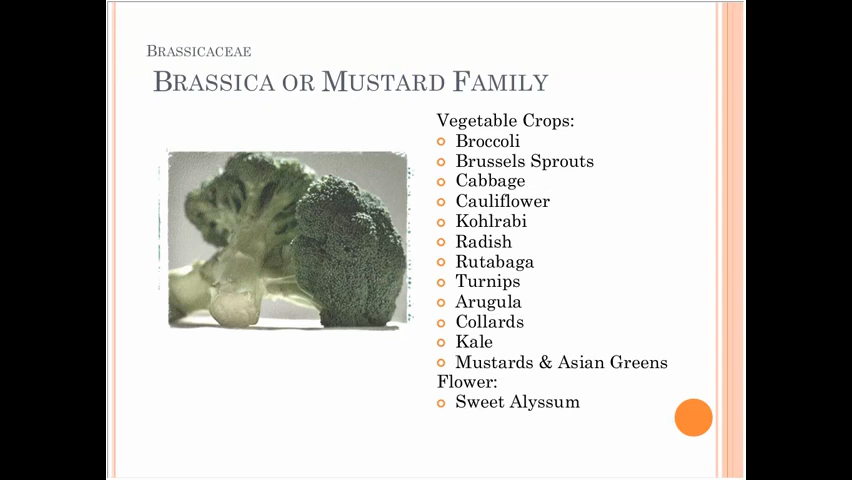 Brassicaceae
Brassica or Mustard Family
Vegetable Crops:
Broccoli
Brussels Sprouts
Cabbage
Cauliflower
Kohlrabi
Radish
Rutabaga
Turnips
Arugula
Collards
Kale
Mustards & Asian Greens
Flower:
Sweet Alyssum